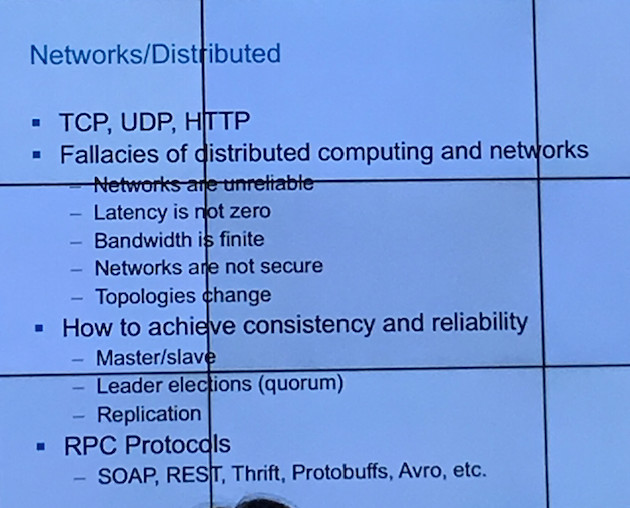 Networks/Distributed
▪ TCP, UDP, HTTP
▪ Fallacies of distributed computing and networks
– Networks are unreliable
– Latency is not zero
– Bandwidth is finite
– Networks are not secure
– Topologies change
▪ How to achieve consistency and reliability
– Master/slave
– Leader elections (quorum)
– Replication
▪ RPC Protocols
– SOAP, REST, Thrift, Protobuffs, Avro, etc.